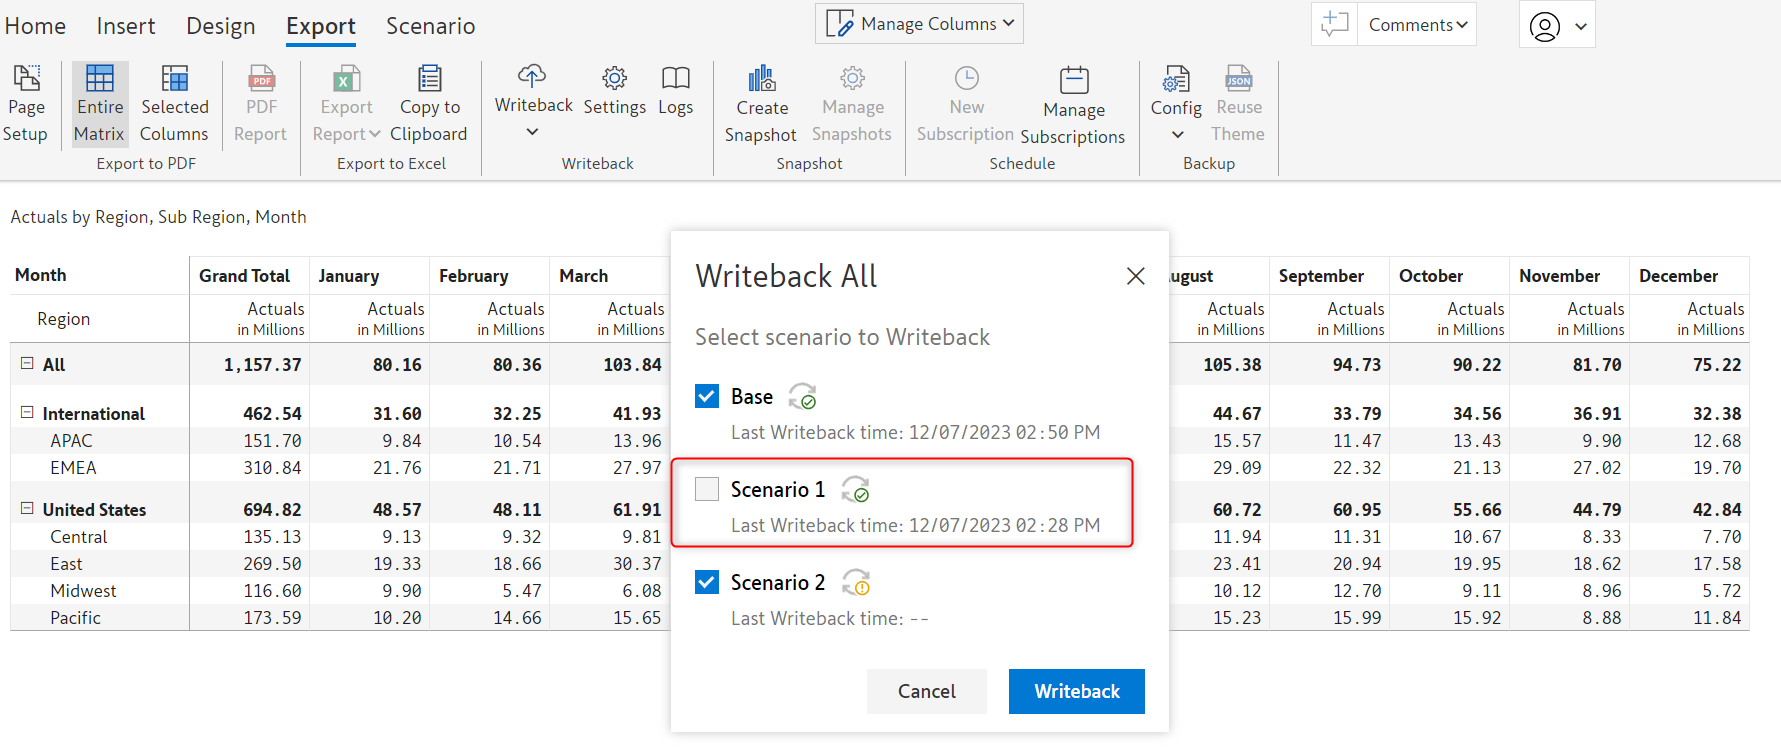 Home Insert Design Export Scenario Manage Columns Comments
Page Setup
Entire Matrix
Selected Columns
Export to PDF
PDF Report
Export Report
Copy to Clipboard
Export to Excel
Writeback
Settings
Logs
Writeback
Create Snapshot
Manage Snapshots
Snapshot
New Subscription
Manage Subscriptions
Schedule
Config
JSON
Reuse Theme
Backup
Actuals by Region, Sub Region, Month
Month Grand Total January February March September October November December
Region Actuals in Millions Actuals in Millions Actuals in Millions Actuals in Millions Actuals in Millions Actuals in Millions Actuals in Millions Actuals in Millions Actuals in Millions
All 1,157.37 80.16 80.36 103.84 105.38 94.73 90.22 81.70 75.22
International 462.54 31.60 32.25 41.93 44.67 33.79 34.56 36.91 32.38
APAC 151.70 9.84 10.54 13.96 15.57 11.47 13.43 9.90 12.68
EMEA 310.84 21.76 21.71 27.97 29.09 22.32 21.13 27.02 19.70
United States 694.82 48.57 48.11 61.91 60.72 60.95 55.66 44.79 42.84
Central 135.13 9.13 9.32 9.81 11.94 11.31 10.67 8.33 7.70
East 269.50 19.33 18.66 30.37 23.41 20.94 19.95 18.62 17.58
Midwest 116.60 9.90 5.47 6.08 10.12 12.70 9.11 8.96 5.72
Pacific 173.59 10.20 14.66 15.65 15.23 15.99 15.92 8.88 11.84
Writeback All
Select scenario to Writeback
Base
Last Writeback time: 12/07/2023 02:50 PM
Scenario 1
Last Writeback time: 12/07/2023 02:28 PM
Scenario 2
Last Writeback time: --
Cancel Writeback